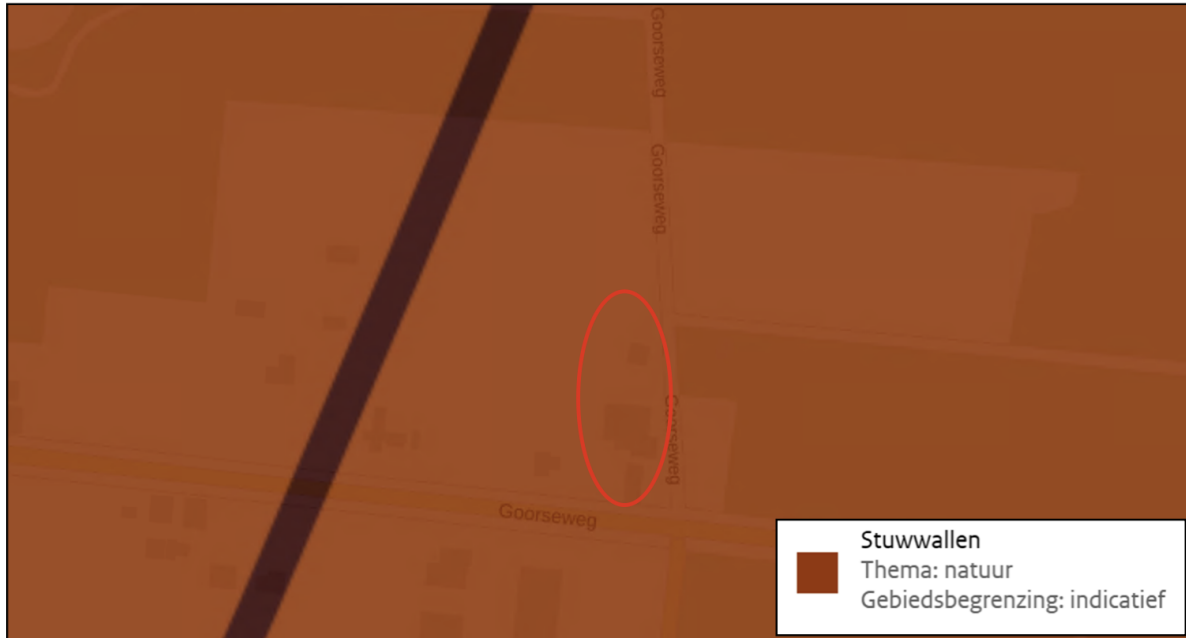 Goorseweg
Goorseweg
Goorseweg
Goorseweg
Stuwwallen
Thema: natuur
Gebiedsbegrenzing: indicatief